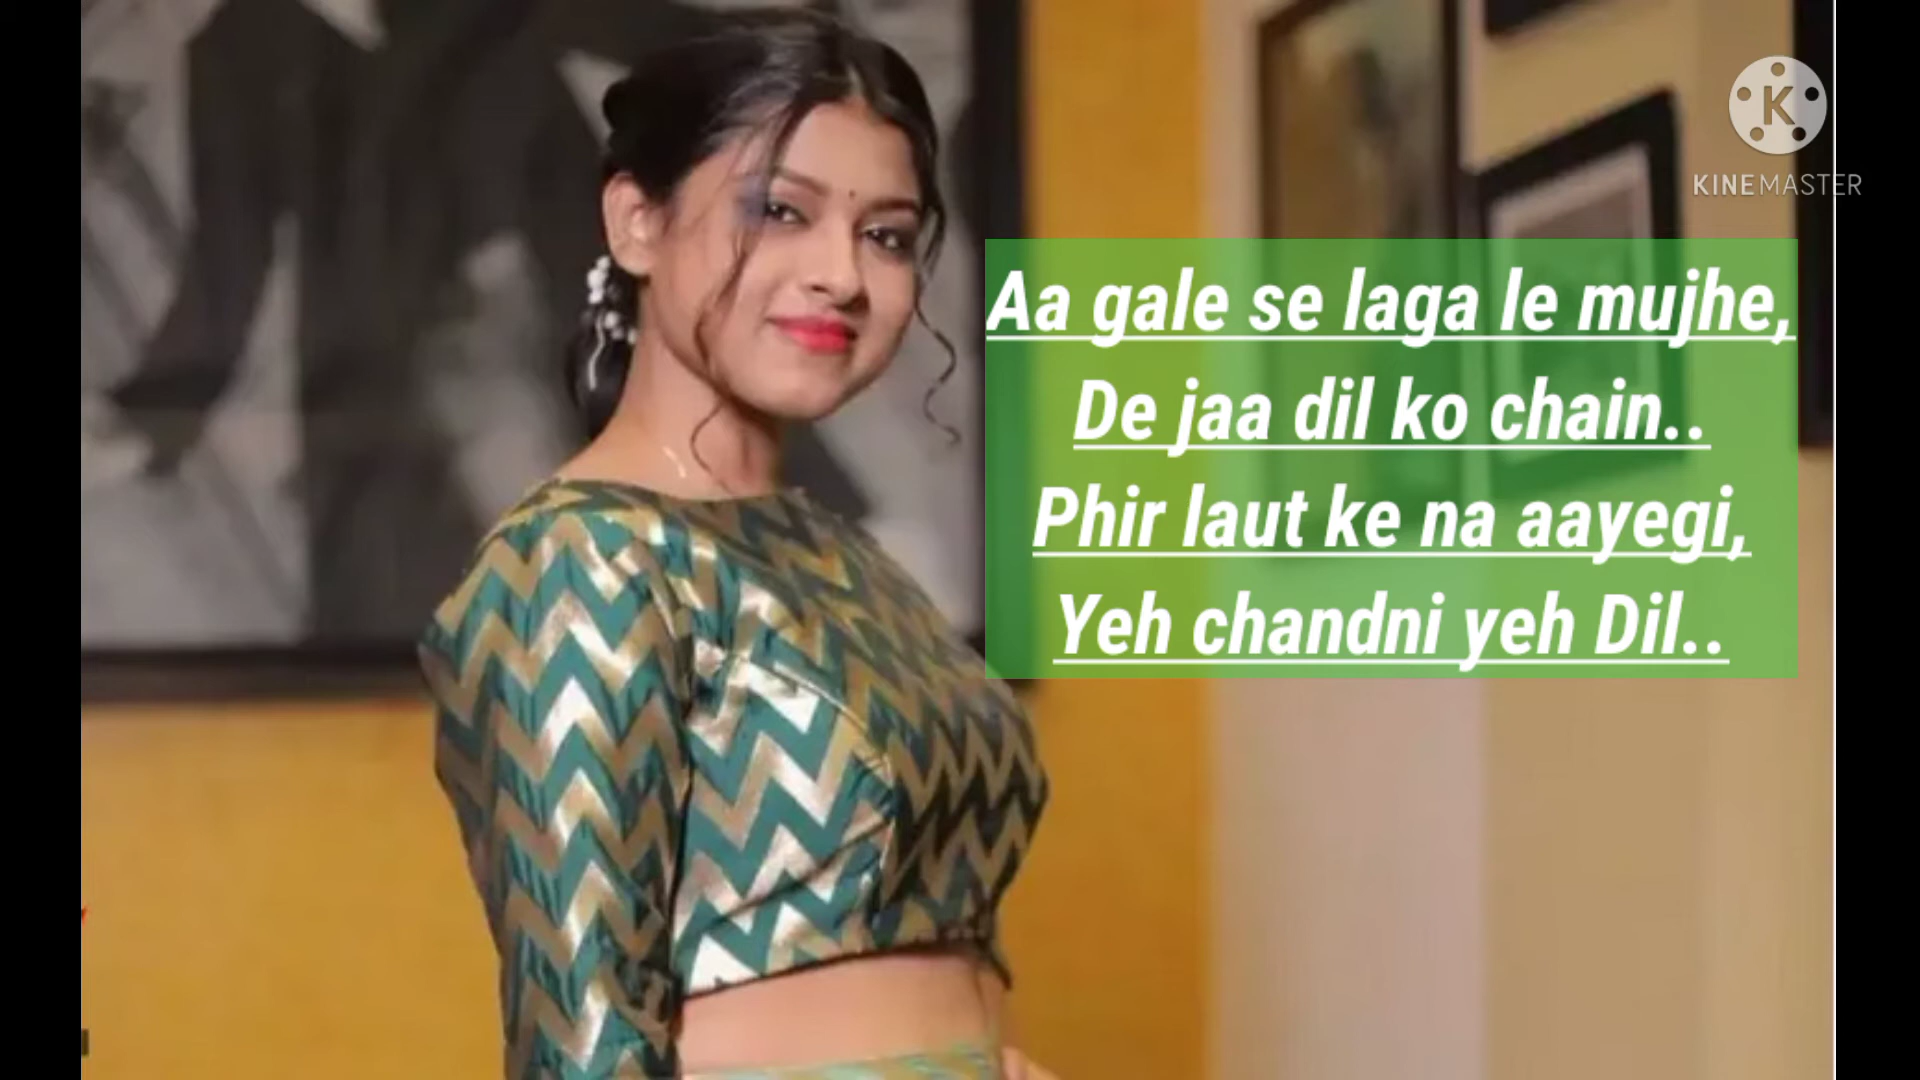 KINEMASTER
Aa gale se laga le mujhe,
De jaa dil ko chain..
Phir laut ke na aayegi,
Yeh chandni yeh Dil..